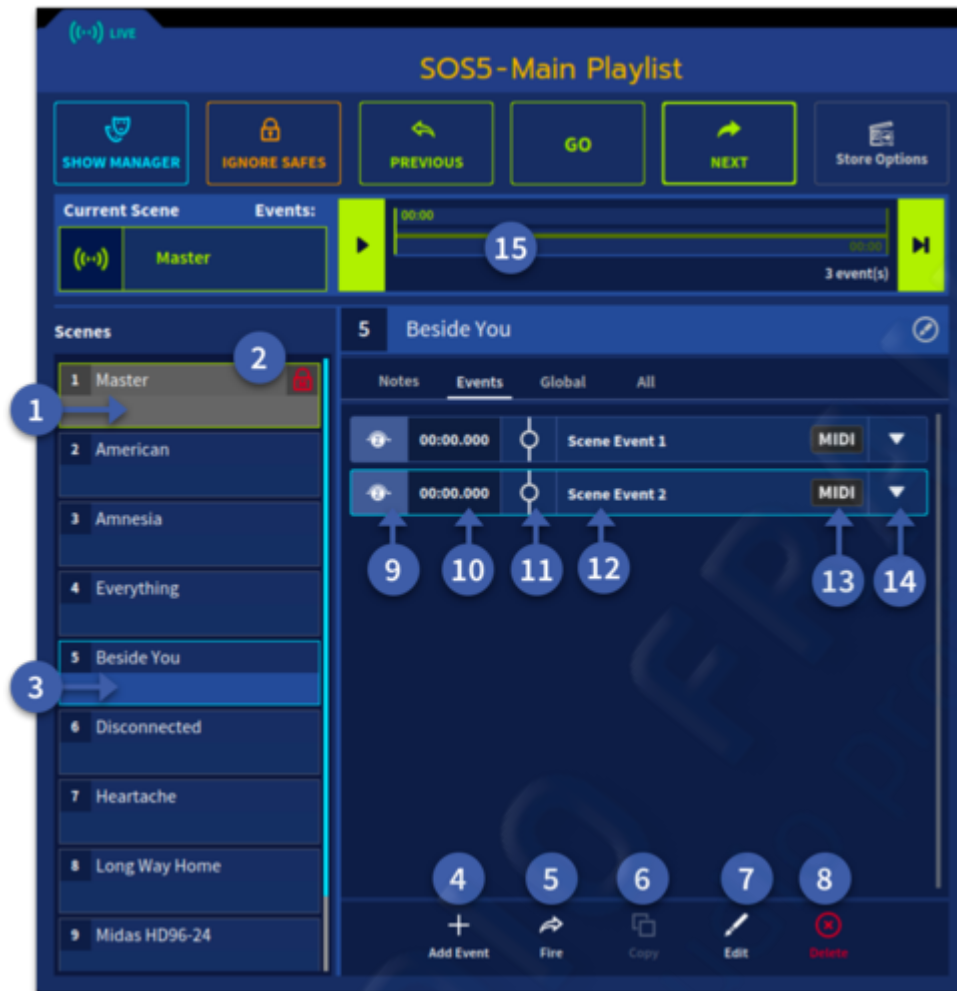 ((··)) LIVE
SOS5-Main Playlist
SHOW MANAGER
IGNORE SAFES
PREVIOUS
GO
NEXT
Store Options
Current Scene Events:
Master
00:00
15
00:00
3 event(s)
Scenes
5 Beside You
2
1 Master
1
2 American
3 Amnesia
4 Everything
5 Beside You
3
6 Disconnected
7 Heartache
8 Long Way Home
9 Midas HD96-24
Notes Events Global All
00:00.000 Scene Event 1 MIDI
00:00.000 Scene Event 2 MIDI
9 10 11 12 13 14
4 5 6 7 8
Add Event Fire Copy Edit Delete